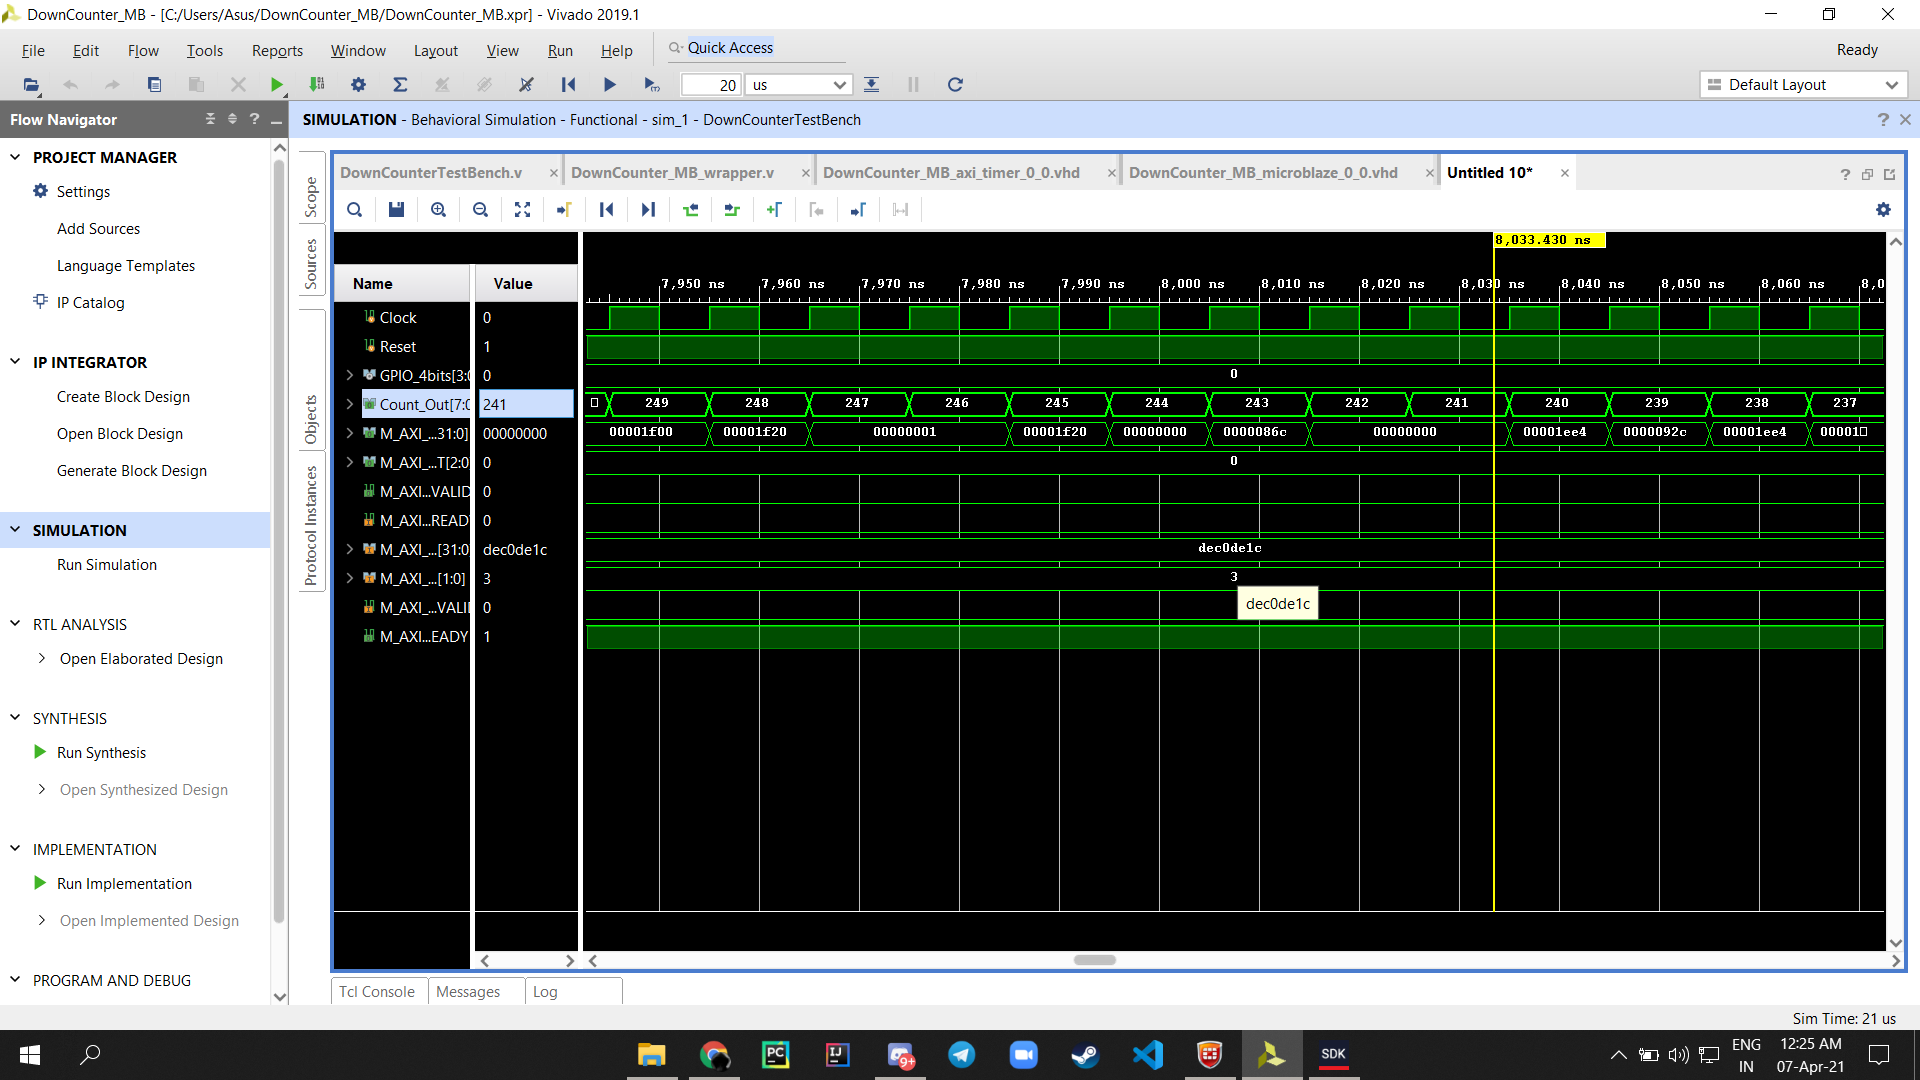 DownCounter_MB - [C:/Users/Asus/DownCounter_MB/DownCounter_MB.xpr] - Vivado 2019.1
File Edit Flow Tools Reports Window Layout View Run Help Quick Access Ready
20 us Default Layout
Flow Navigator
SIMULATION - Behavioral Simulation - Functional - sim_1 - DownCounterTestBench
PROJECT MANAGER
Settings
Add Sources
Language Templates
IP Catalog
IP INTEGRATOR
Create Block Design
Open Block Design
Generate Block Design
SIMULATION
Run Simulation
RTL ANALYSIS
Open Elaborated Design
SYNTHESIS
Run Synthesis
Open Synthesized Design
IMPLEMENTATION
Run Implementation
Open Implemented Design
PROGRAM AND DEBUG
Scope
Sources
Objects
Protocol Instances
DownCounterTestBench.v DownCounter_MB_wrapper.v DownCounter_MB_axi_timer_0_0.vhd DownCounter_MB_microblaze_0_0.vhd Untitled 10*
8,033.430 ns
Name Value 7,950 ns 7,960 ns 7,970 ns 7,980 ns 7,990 ns 8,000 ns 8,010 ns 8,020 ns 8,030 ns 8,040 ns 8,050 ns 8,060 ns 8,0
Clock 0
Reset 1
GPIO_4bits[3:0 0 0
Count_Out[7:0 241 249 248 247 246 245 244 243 242 241 240 239 238 237
M_AXI_...31:0] 00000000 00001f00 00001f20 00000001 00001f20 00000000 0000086c 00000000 00001ee4 0000092c 00001ee4 00001
M_AXI_...T[2:0 0 0
M_AXI...VALID 0
M_AXI...READ 0
M_AXI_...[31:0 dec0de1c dec0de1c
M_AXI_...[1:0] 3 3
M_AXI_...VALI 0
dec0de1c
M_AXI...EADY 1
Tcl Console Messages Log
Sim Time: 21 us
PC IJ 9+ SDK
ENG IN
12:25 AM
07-Apr-21